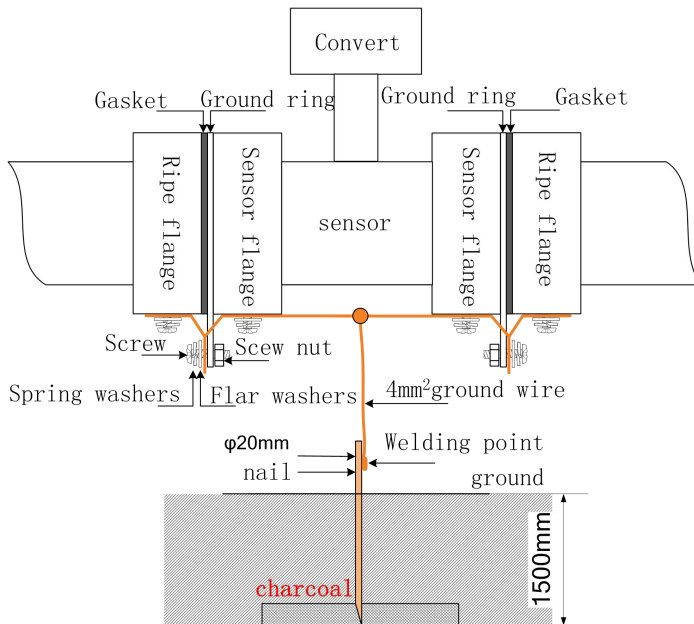 Convert
Gasket
Ground ring
Ground ring
Gasket
Ripe flange
Sensor flange
sensor
Sensor flange
Ripe flange
Screw
Scew nut
Spring washers
Flar washers
4mm²ground wire
φ20mm
Welding point
nail
ground
1500mm
charcoal